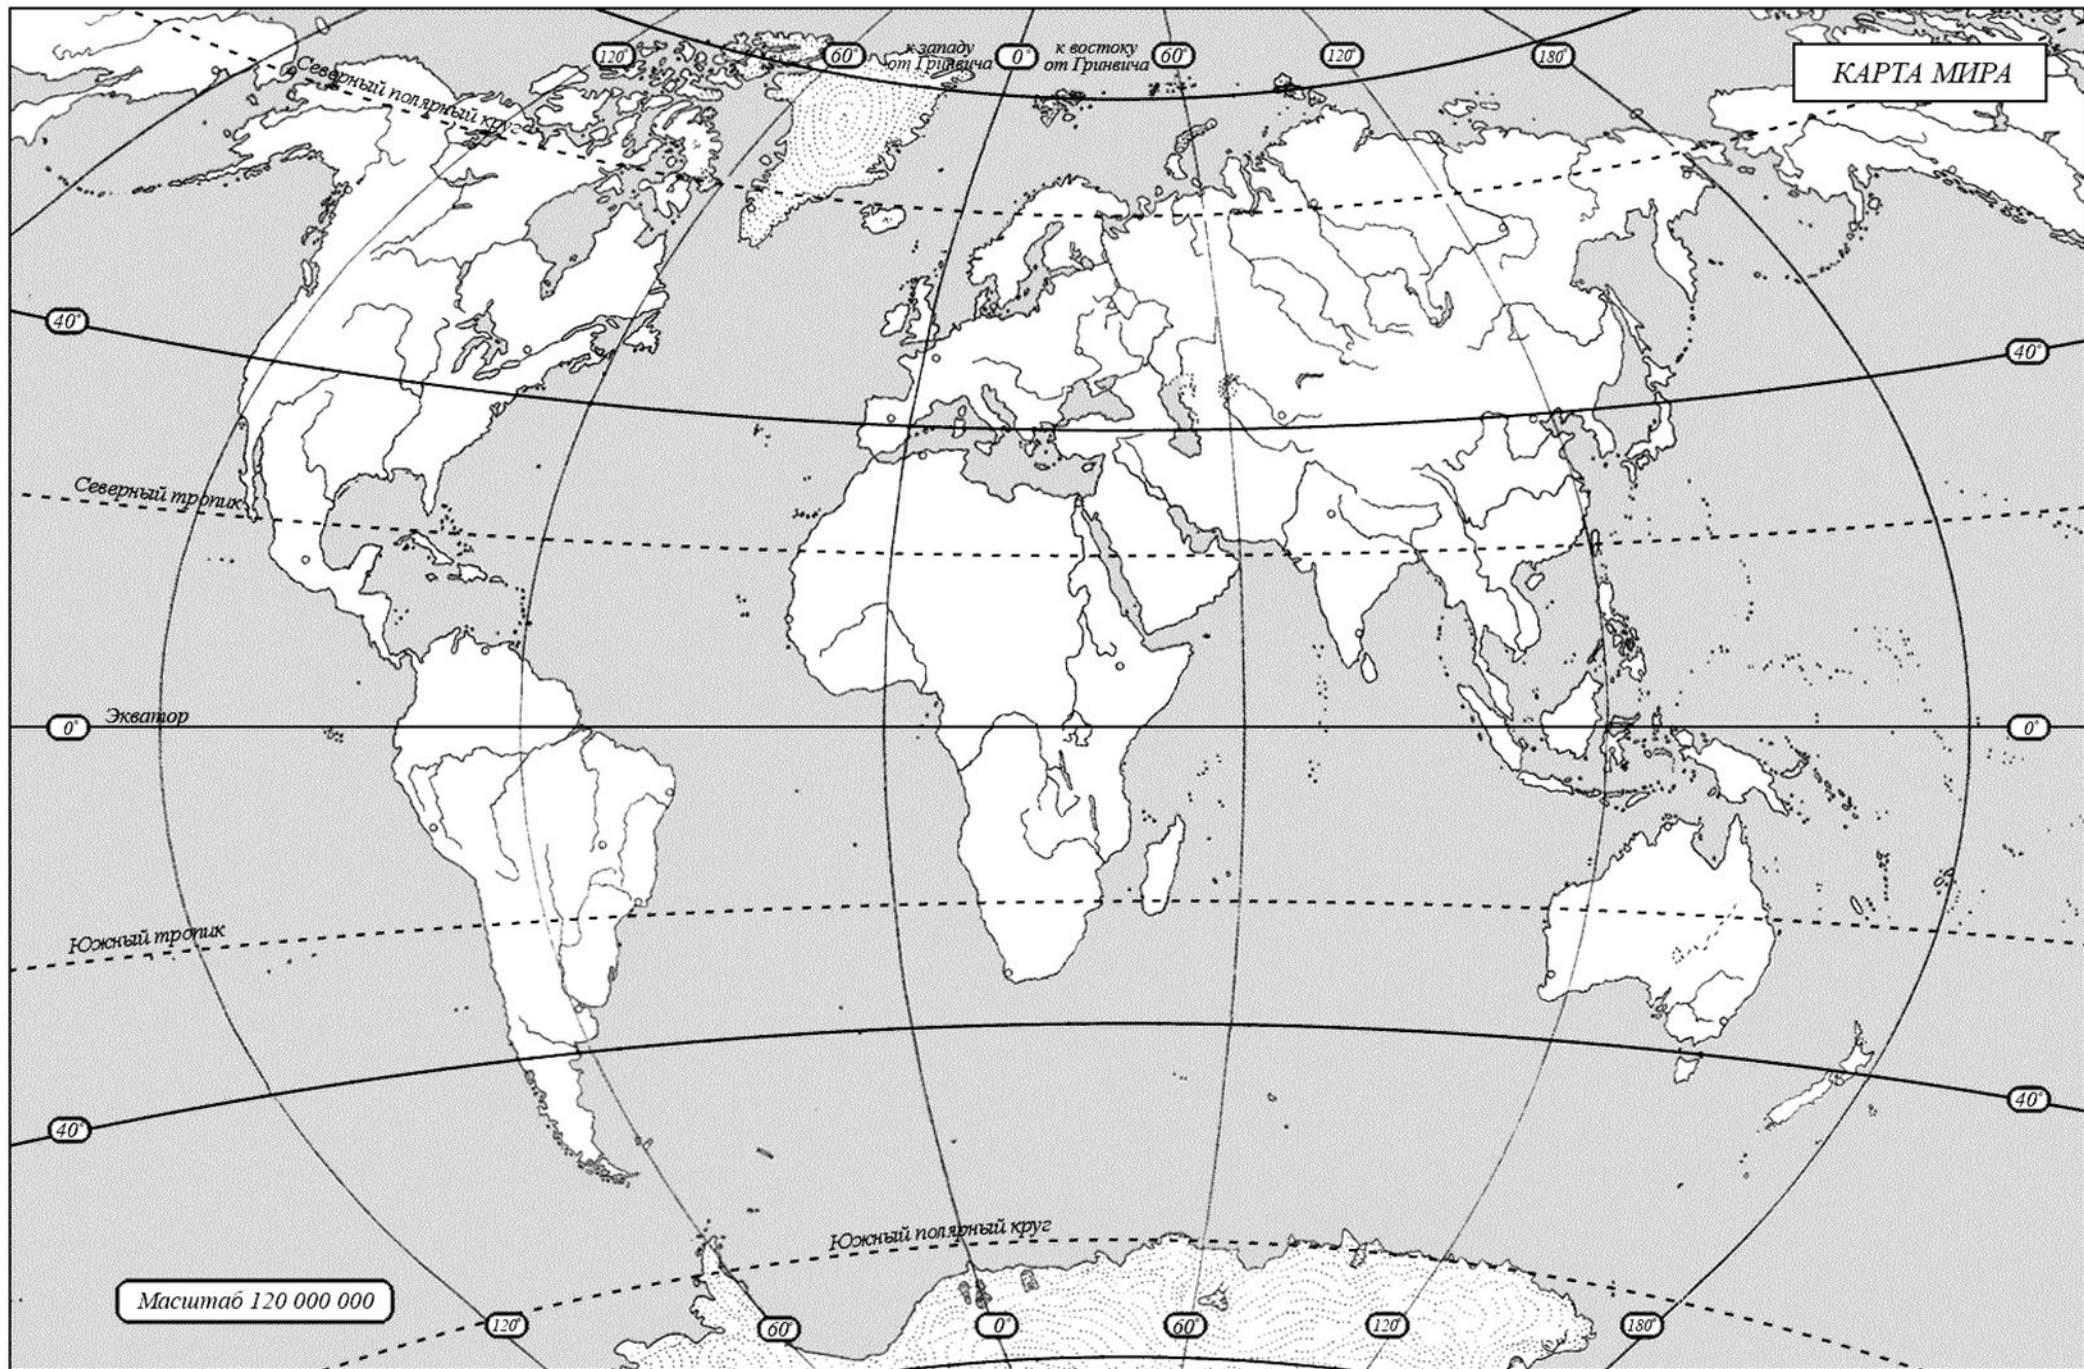 120°
60°
к западу
от Гринвича
0°
к востоку
от Гринвича
60°
120°
180°
КАРТА МИРА
Северный полярный круг
40°
40°
Северный тропик
0°
Экватор
0°
Южный тропик
40°
40°
Южный полярный круг
Масштаб 120 000 000
120°
60°
0°
60°
120°
180°